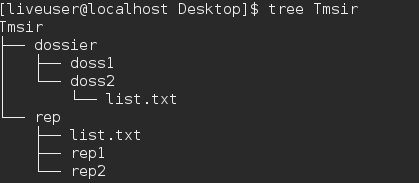 [liveuser@localhost Desktop]$ tree Tmsir
Tmsir
├── dossier
│   ├── doss1
│   └── doss2
│       └── list.txt
└── rep
    ├── list.txt
    ├── rep1
    └── rep2